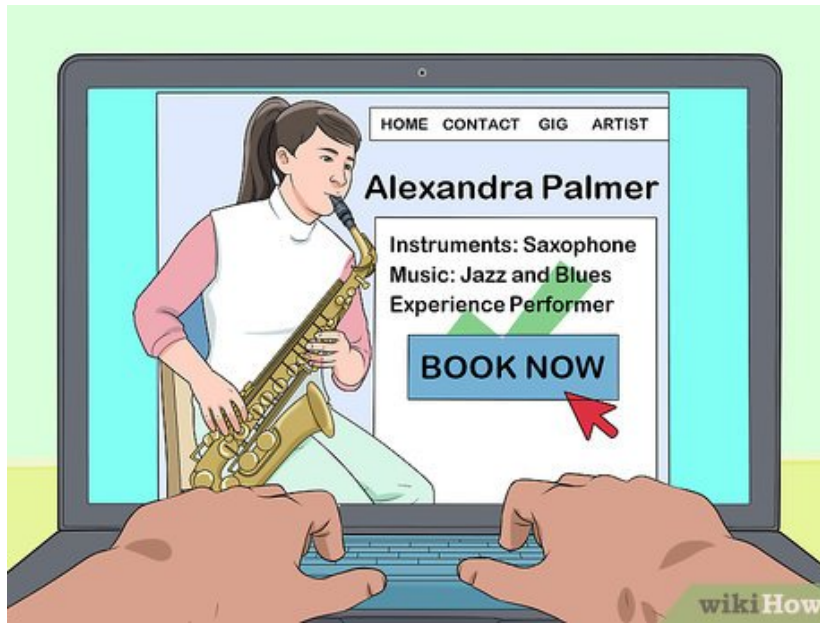 HOME CONTACT GIG ARTIST
Alexandra Palmer
Instruments: Saxophone
Music: Jazz and Blues
Experience Performer
BOOK NOW
wikiHow